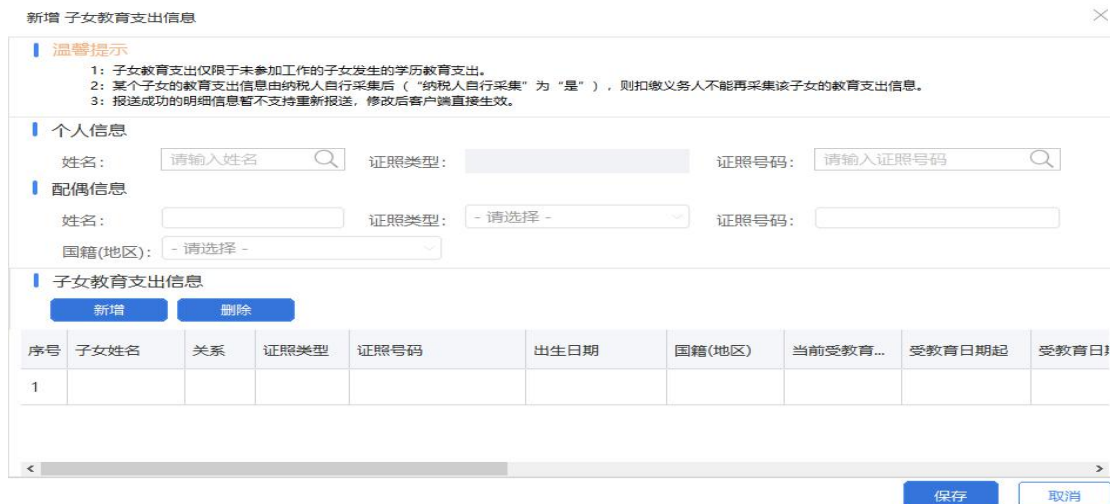 新增 子女教育支出信息
温馨提示
1：子女教育支出仅限于未参加工作的子女发生的学历教育支出。
2：某个子女的教育支出信息由纳税人自行采集后（“纳税人自行采集”为“是”），则扣缴义务人不能再采集该子女的教育支出信息。
3：报送成功的明细信息暂不支持重新报送，修改后客户端直接生效。
个人信息
姓名： 请输入姓名 证照类型： 证照号码： 请输入证照号码
配偶信息
姓名： 证照类型： - 请选择 - 证照号码：
国籍(地区)： - 请选择 -
子女教育支出信息
新增 删除
序号 子女姓名 关系 证照类型 证照号码 出生日期 国籍(地区) 当前受教育... 受教育日期起 受教育日期
1
保存 取消